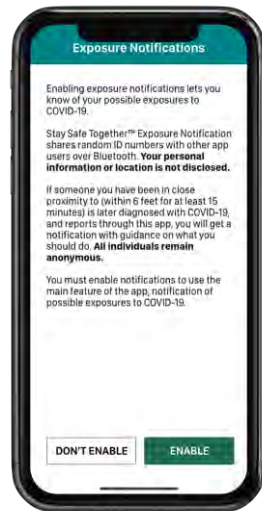 Exposure Notifications
Enabling exposure notifications lets you
know of your possible exposures to
COVID-19.
Stay Safe Together™ Exposure Notification
shares random ID numbers with other app
users over Bluetooth. Your personal
information or location is not disclosed.
If someone you have been in close
proximity to (within 6 feet for at least 15
minutes) is later diagnosed with COVID-19,
and reports through this app, you will get a
notification with guidance on what you
should do. All individuals remain
anonymous.
You must enable notifications to use the
main feature of the app, notification of
possible exposures to COVID-19.
DON'T ENABLE
ENABLE